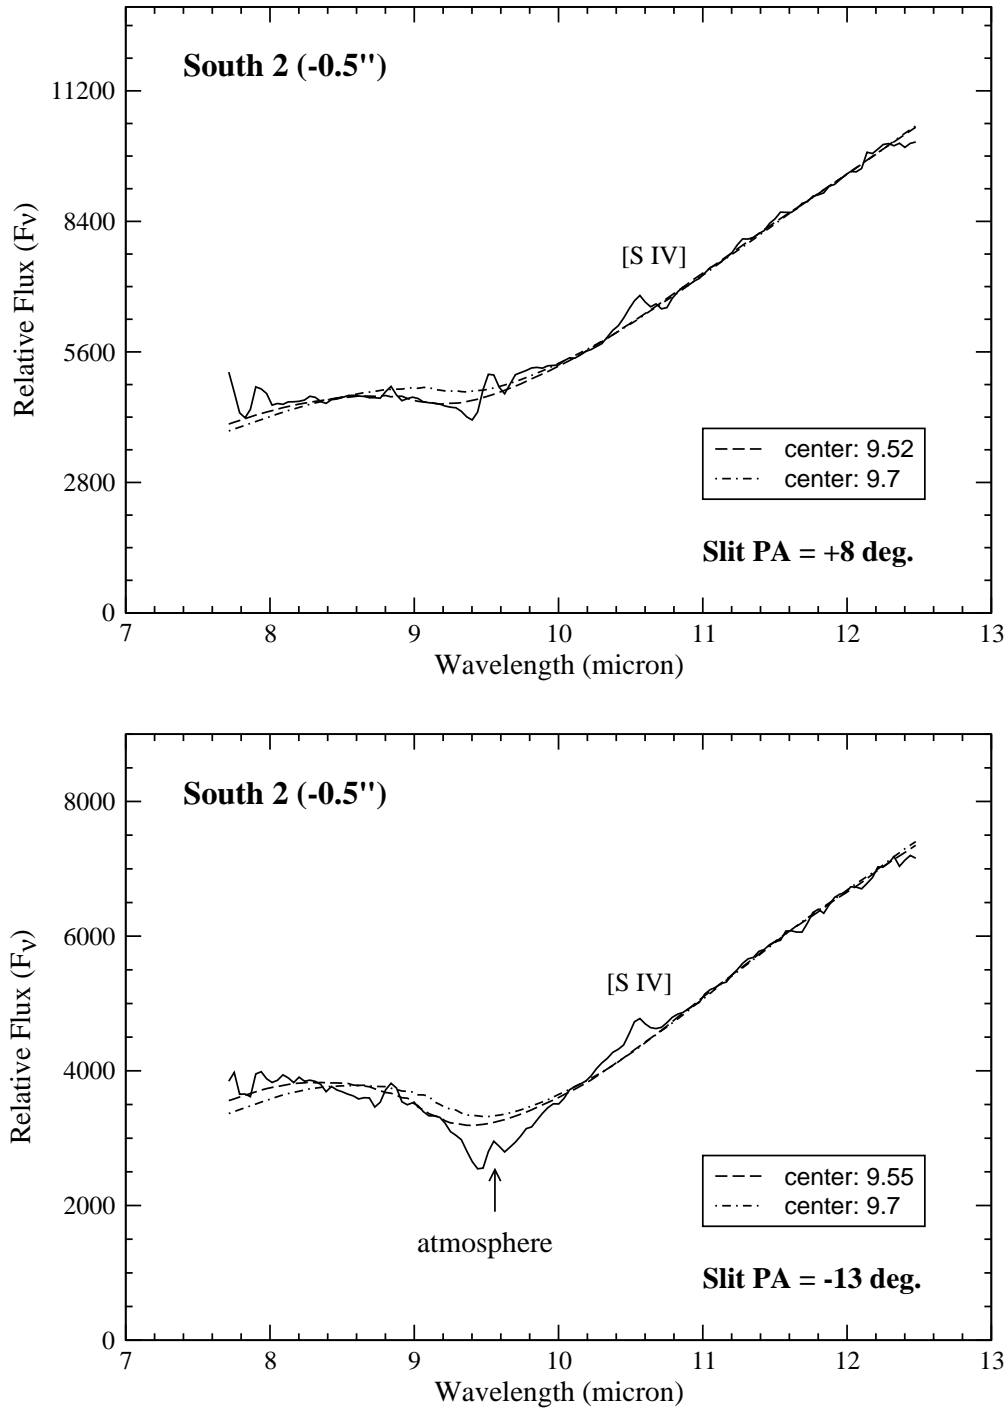 South 2 (-0.5")
11200
8400
5600
2800
0
Relative Flux (Fν)
[S IV]
center: 9.52
center: 9.7
Slit PA = +8 deg.
7 8 9 10 11 12 13
Wavelength (micron)
South 2 (-0.5")
8000
6000
4000
2000
0
Relative Flux (Fν)
[S IV]
atmosphere
center: 9.55
center: 9.7
Slit PA = -13 deg.
7 8 9 10 11 12 13
Wavelength (micron)